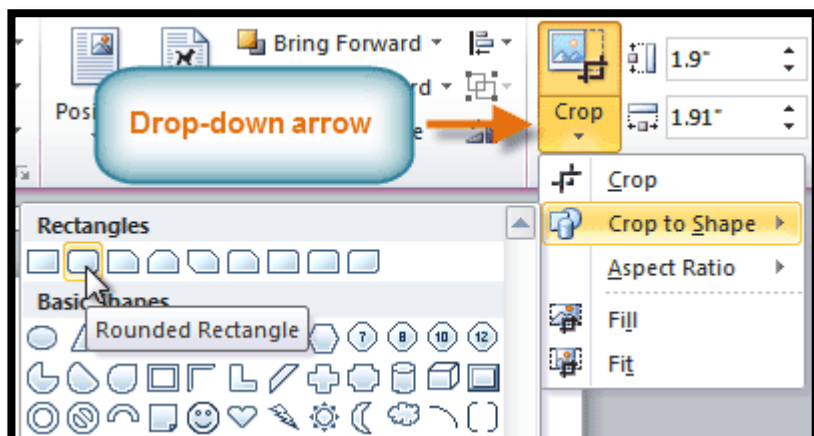 Bring Forward
1.9"
Posi
rd
Drop-down arrow
Crop
1.91"
e
Crop
Rectangles
Crop to Shape
Aspect Ratio
Basic Shapes
Rounded Rectangle
Fill
7 8 10 12
Fit